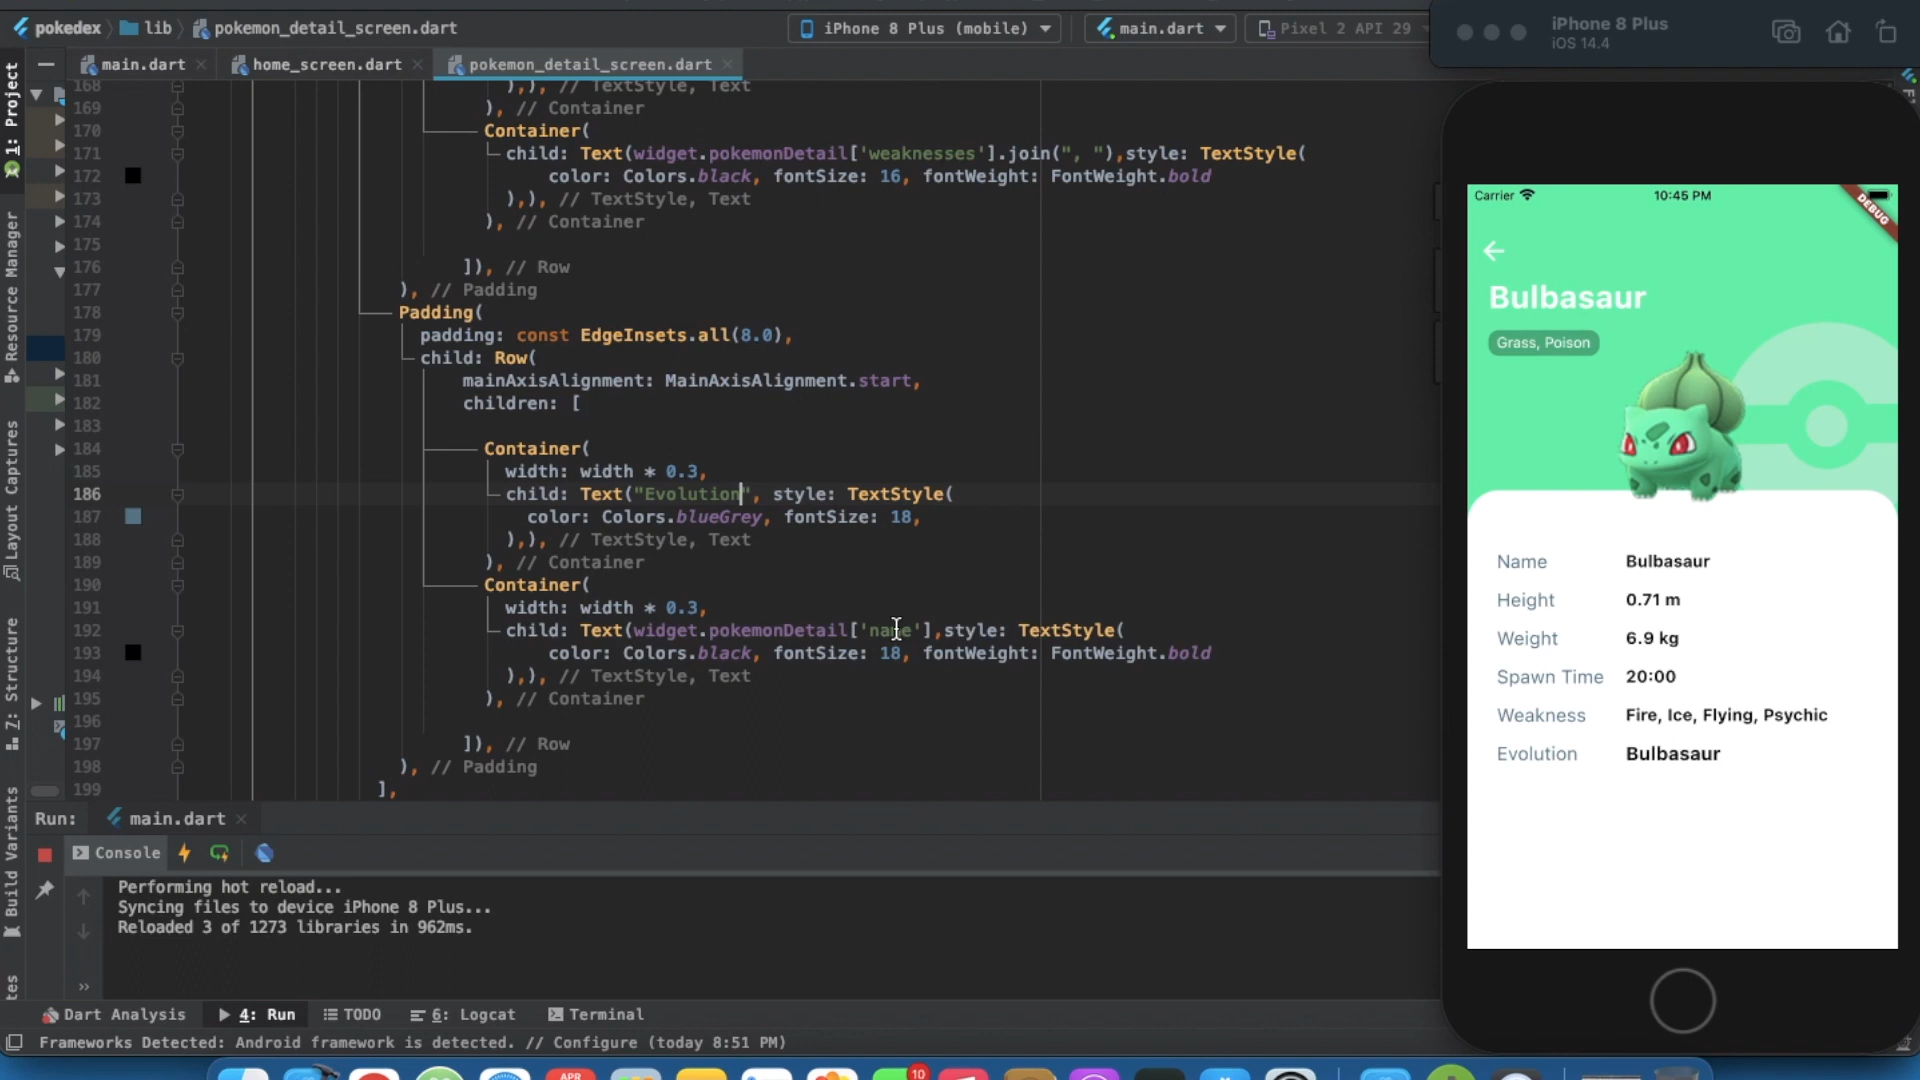 pokedex lib pokemon_detail_screen.dart
iPhone 8 Plus (mobile) main.dart Pixel 2 API 29
iPhone 8 Plus
iOS 14.4
main.dart home_screen.dart pokemon_detail_screen.dart
1: Project
Resource Manager
Layout Captures
Z: Structure
Build Variants
168 ),), // TextStyle, Text
169 ), // Container
170 Container(
171 child: Text(widget.pokemonDetail['weaknesses'].join(", "),style: TextStyle(
172 color: Colors.black, fontSize: 16, fontWeight: FontWeight.bold
173 ),), // TextStyle, Text
174 ), // Container
175
176 ]), // Row
177 ), // Padding
178 Padding(
179 padding: const EdgeInsets.all(8.0),
180 child: Row(
181 mainAxisAlignment: MainAxisAlignment.start,
182 children: [
183
184 Container(
185 width: width * 0.3,
186 child: Text("Evolution", style: TextStyle(
187 color: Colors.blueGrey, fontSize: 18,
188 ),), // TextStyle, Text
189 ), // Container
190 Container(
191 width: width * 0.3,
192 child: Text(widget.pokemonDetail['name'],style: TextStyle(
193 color: Colors.black, fontSize: 18, fontWeight: FontWeight.bold
194 ),), // TextStyle, Text
195 ), // Container
196
197 ]), // Row
198 ), // Padding
199 ],
Run: main.dart
Console
Performing hot reload...
Syncing files to device iPhone 8 Plus...
Reloaded 3 of 1273 libraries in 962ms.
Dart Analysis 4: Run TODO 6: Logcat Terminal
Frameworks Detected: Android framework is detected. // Configure (today 8:51 PM)
APR 10
Carrier 10:45 PM
DEBUG
Bulbasaur
Grass, Poison
Name Bulbasaur
Height 0.71 m
Weight 6.9 kg
Spawn Time 20:00
Weakness Fire, Ice, Flying, Psychic
Evolution Bulbasaur